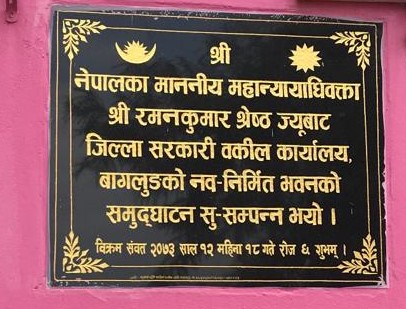 श्री
नेपालका माननीय महान्यायाधिवक्ता
श्री रमनकुमार श्रेष्ठ ज्यूबाट
जिल्ला सरकारी वकील कार्यालय,
बागलुङको नव-निर्मित भवनको
समुद्घाटन सु-सम्पन्न भयो ।
विक्रम संवत २०७३ साल १२ महिना १८ गते रोज ६ शुभम् ।